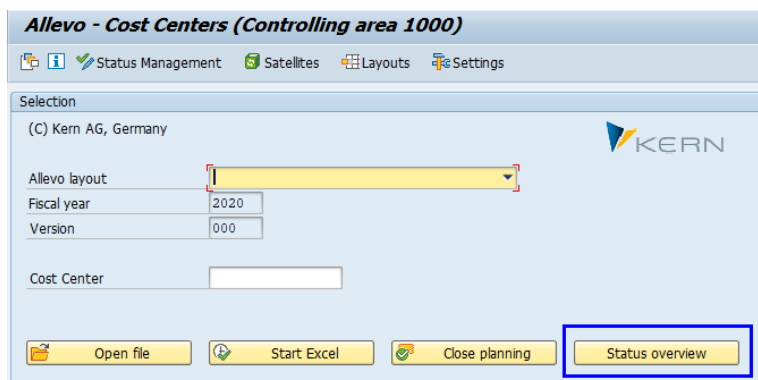 Allevo - Cost Centers (Controlling area 1000)
Status Management Satellites Layouts Settings
Selection
(C) Kern AG, Germany
KERN
Allevo layout
Fiscal year 2020
Version 000
Cost Center
Open file Start Excel Close planning Status overview